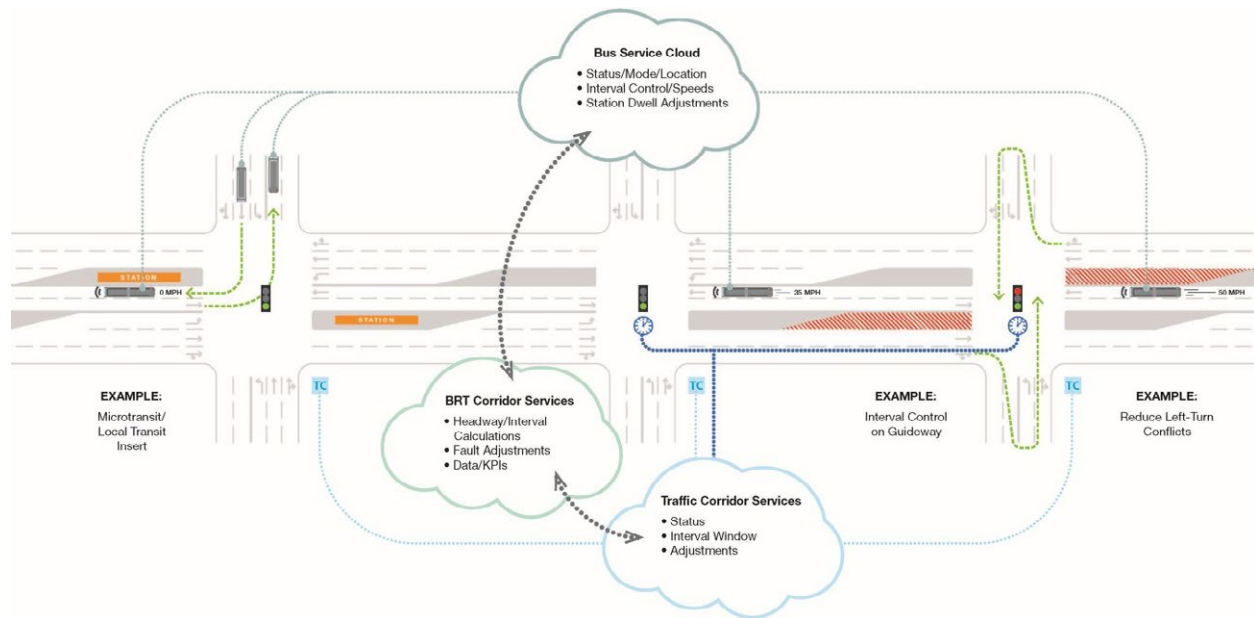 Bus Service Cloud
• Status/Mode/Location
• Interval Control/Speeds
• Station Dwell Adjustments
STATION
0 MPH
35 MPH
50 MPH
STATION
TC
TC
TC
EXAMPLE:
Microtransit/
Local Transit
Insert
BRT Corridor Services
• Headway/Interval
Calculations
• Fault Adjustments
• Data/KPIs
EXAMPLE:
Interval Control
on Guideway
EXAMPLE:
Reduce Left-Turn
Conflicts
Traffic Corridor Services
• Status
• Interval Window
• Adjustments